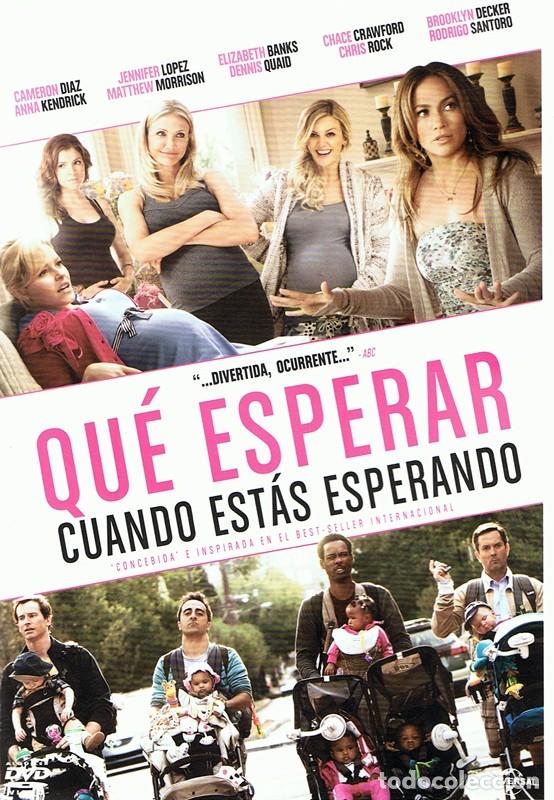 CAMERON DIAZ
ANNA KENDRICK
JENNIFER LOPEZ
MATTHEW MORRISON
ELIZABETH BANKS
DENNIS QUAID
CHACE CRAWFORD
CHRIS ROCK
BROOKLYN DECKER
RODRIGO SANTORO
"...DIVERTIDA, OCURRENTE..." -ABC
QUÉ ESPERAR
CUANDO ESTÁS ESPERANDO
'CONCEBIDA' E INSPIRADA EN EL BEST-SELLER INTERNACIONAL
DVD
todocoleccion